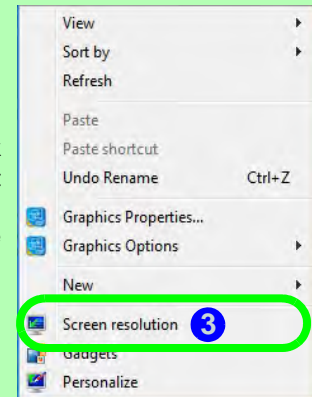 View
Sort by
Refresh
Paste
Paste shortcut
Undo Rename Ctrl+Z
Graphics Properties...
Graphics Options
New
Screen resolution 3
Gadgets
Personalize